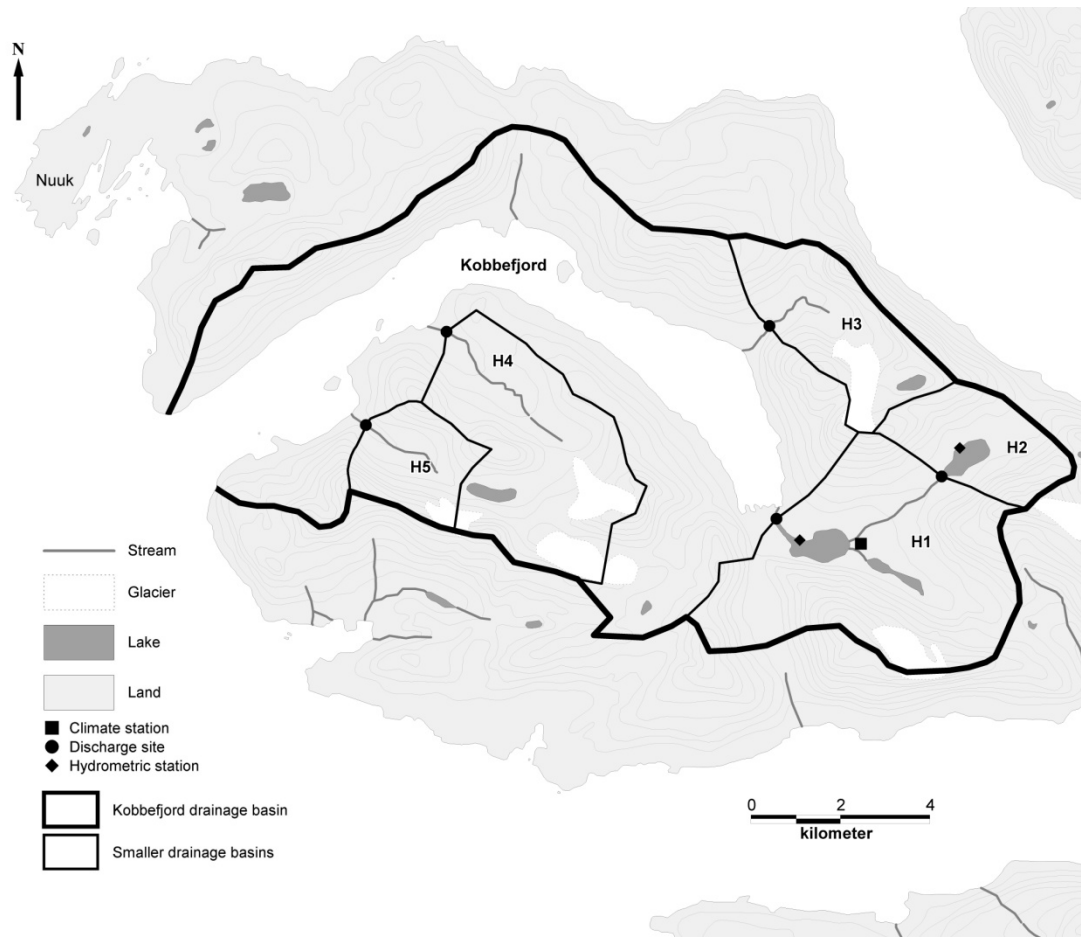 N
Nuuk
Kobbefjord
H3
H4
H2
H5
H1
Stream
Glacier
Lake
Land
Climate station
Discharge site
Hydrometric station
Kobbefjord drainage basin
Smaller drainage basins
0 2 4
kilometer